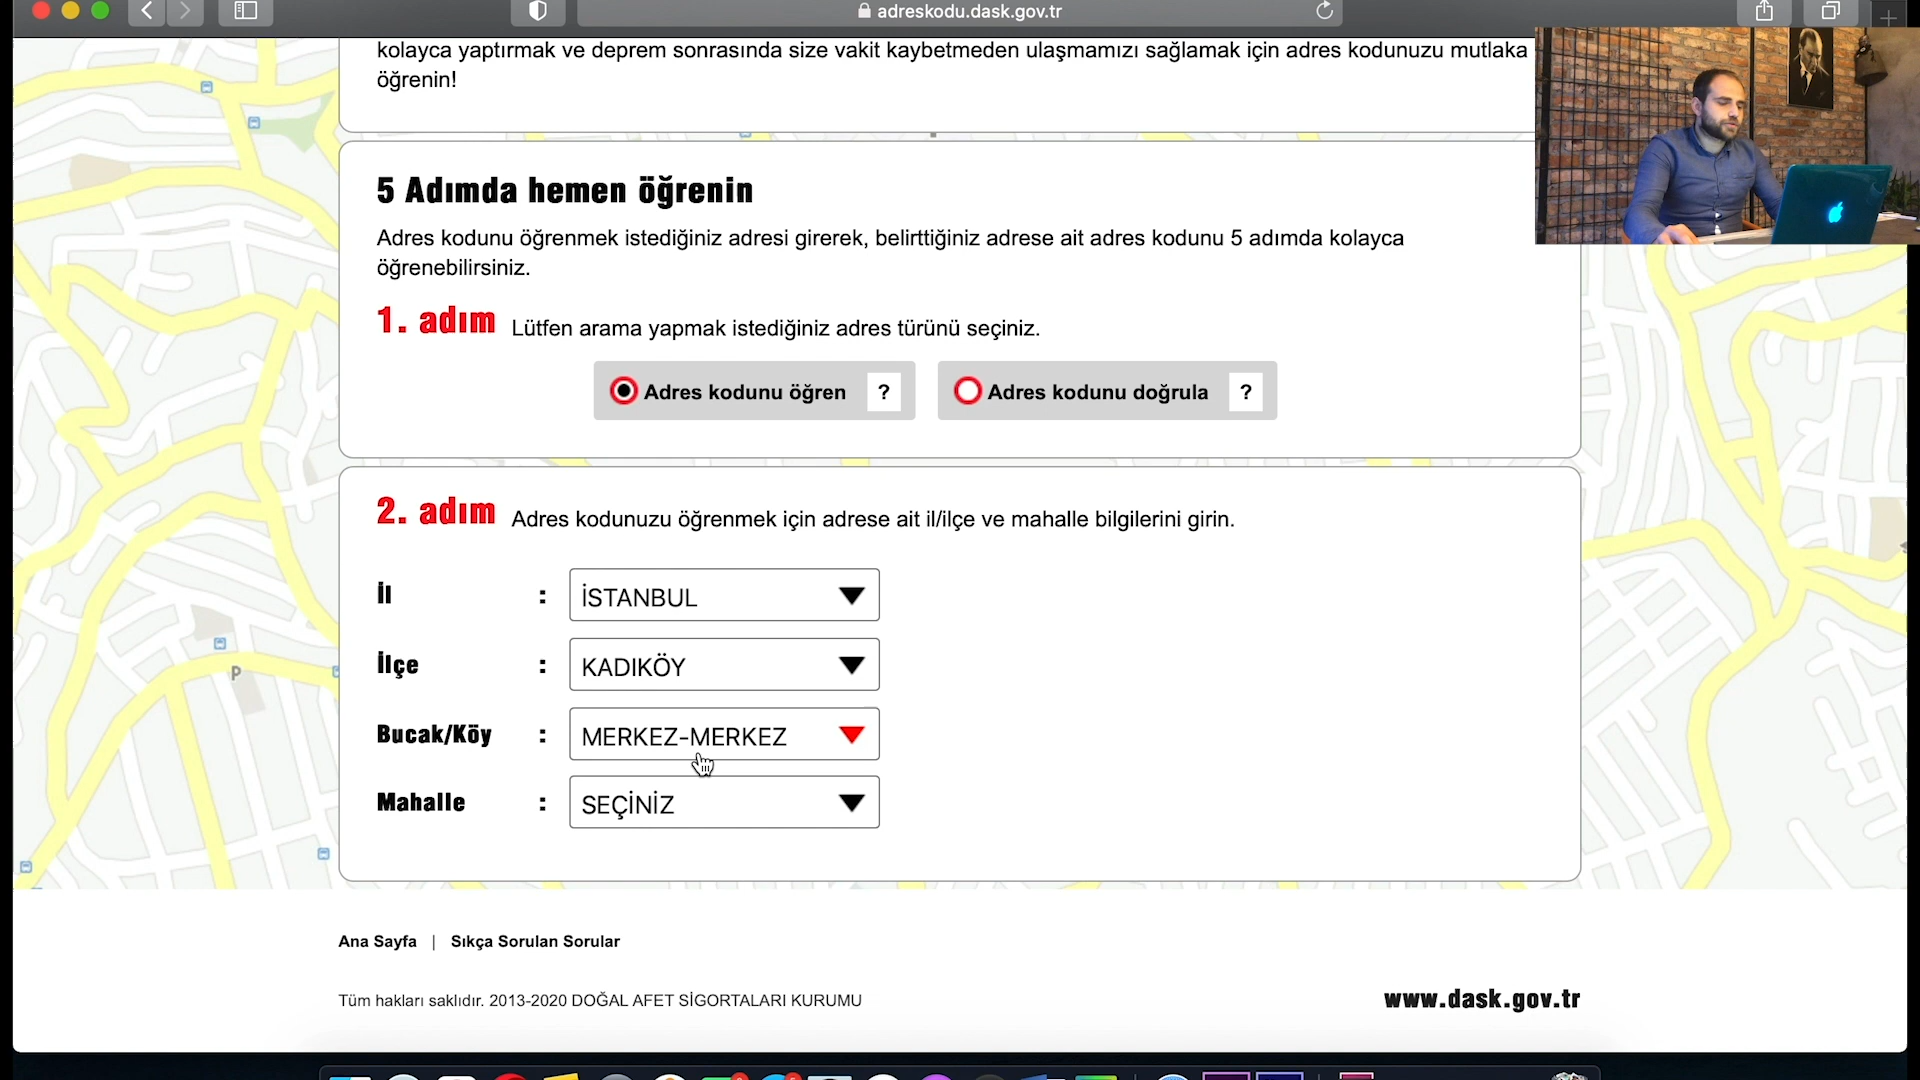 adreskodu.dask.gov.tr
kolayca yaptırmak ve deprem sonrasında size vakit kaybetmeden ulaşmamızı sağlamak için adres kodunuzu mutlaka
öğrenin!
5 Adımda hemen öğrenin
Adres kodunu öğrenmek istediğiniz adresi girerek, belirttiğiniz adrese ait adres kodunu 5 adımda kolayca
öğrenebilirsiniz.
1. adım Lütfen arama yapmak istediğiniz adres türünü seçiniz.
Adres kodunu öğren ? Adres kodunu doğrula ?
2. adım Adres kodunuzu öğrenmek için adrese ait il/ilçe ve mahalle bilgilerini girin.
İl : İSTANBUL
İlçe : KADIKÖY
P
Bucak/Köy : MERKEZ-MERKEZ
Mahalle : SEÇİNİZ
Ana Sayfa | Sıkça Sorulan Sorular
Tüm hakları saklıdır. 2013-2020 DOĞAL AFET SİGORTALARI KURUMU
www.dask.gov.tr